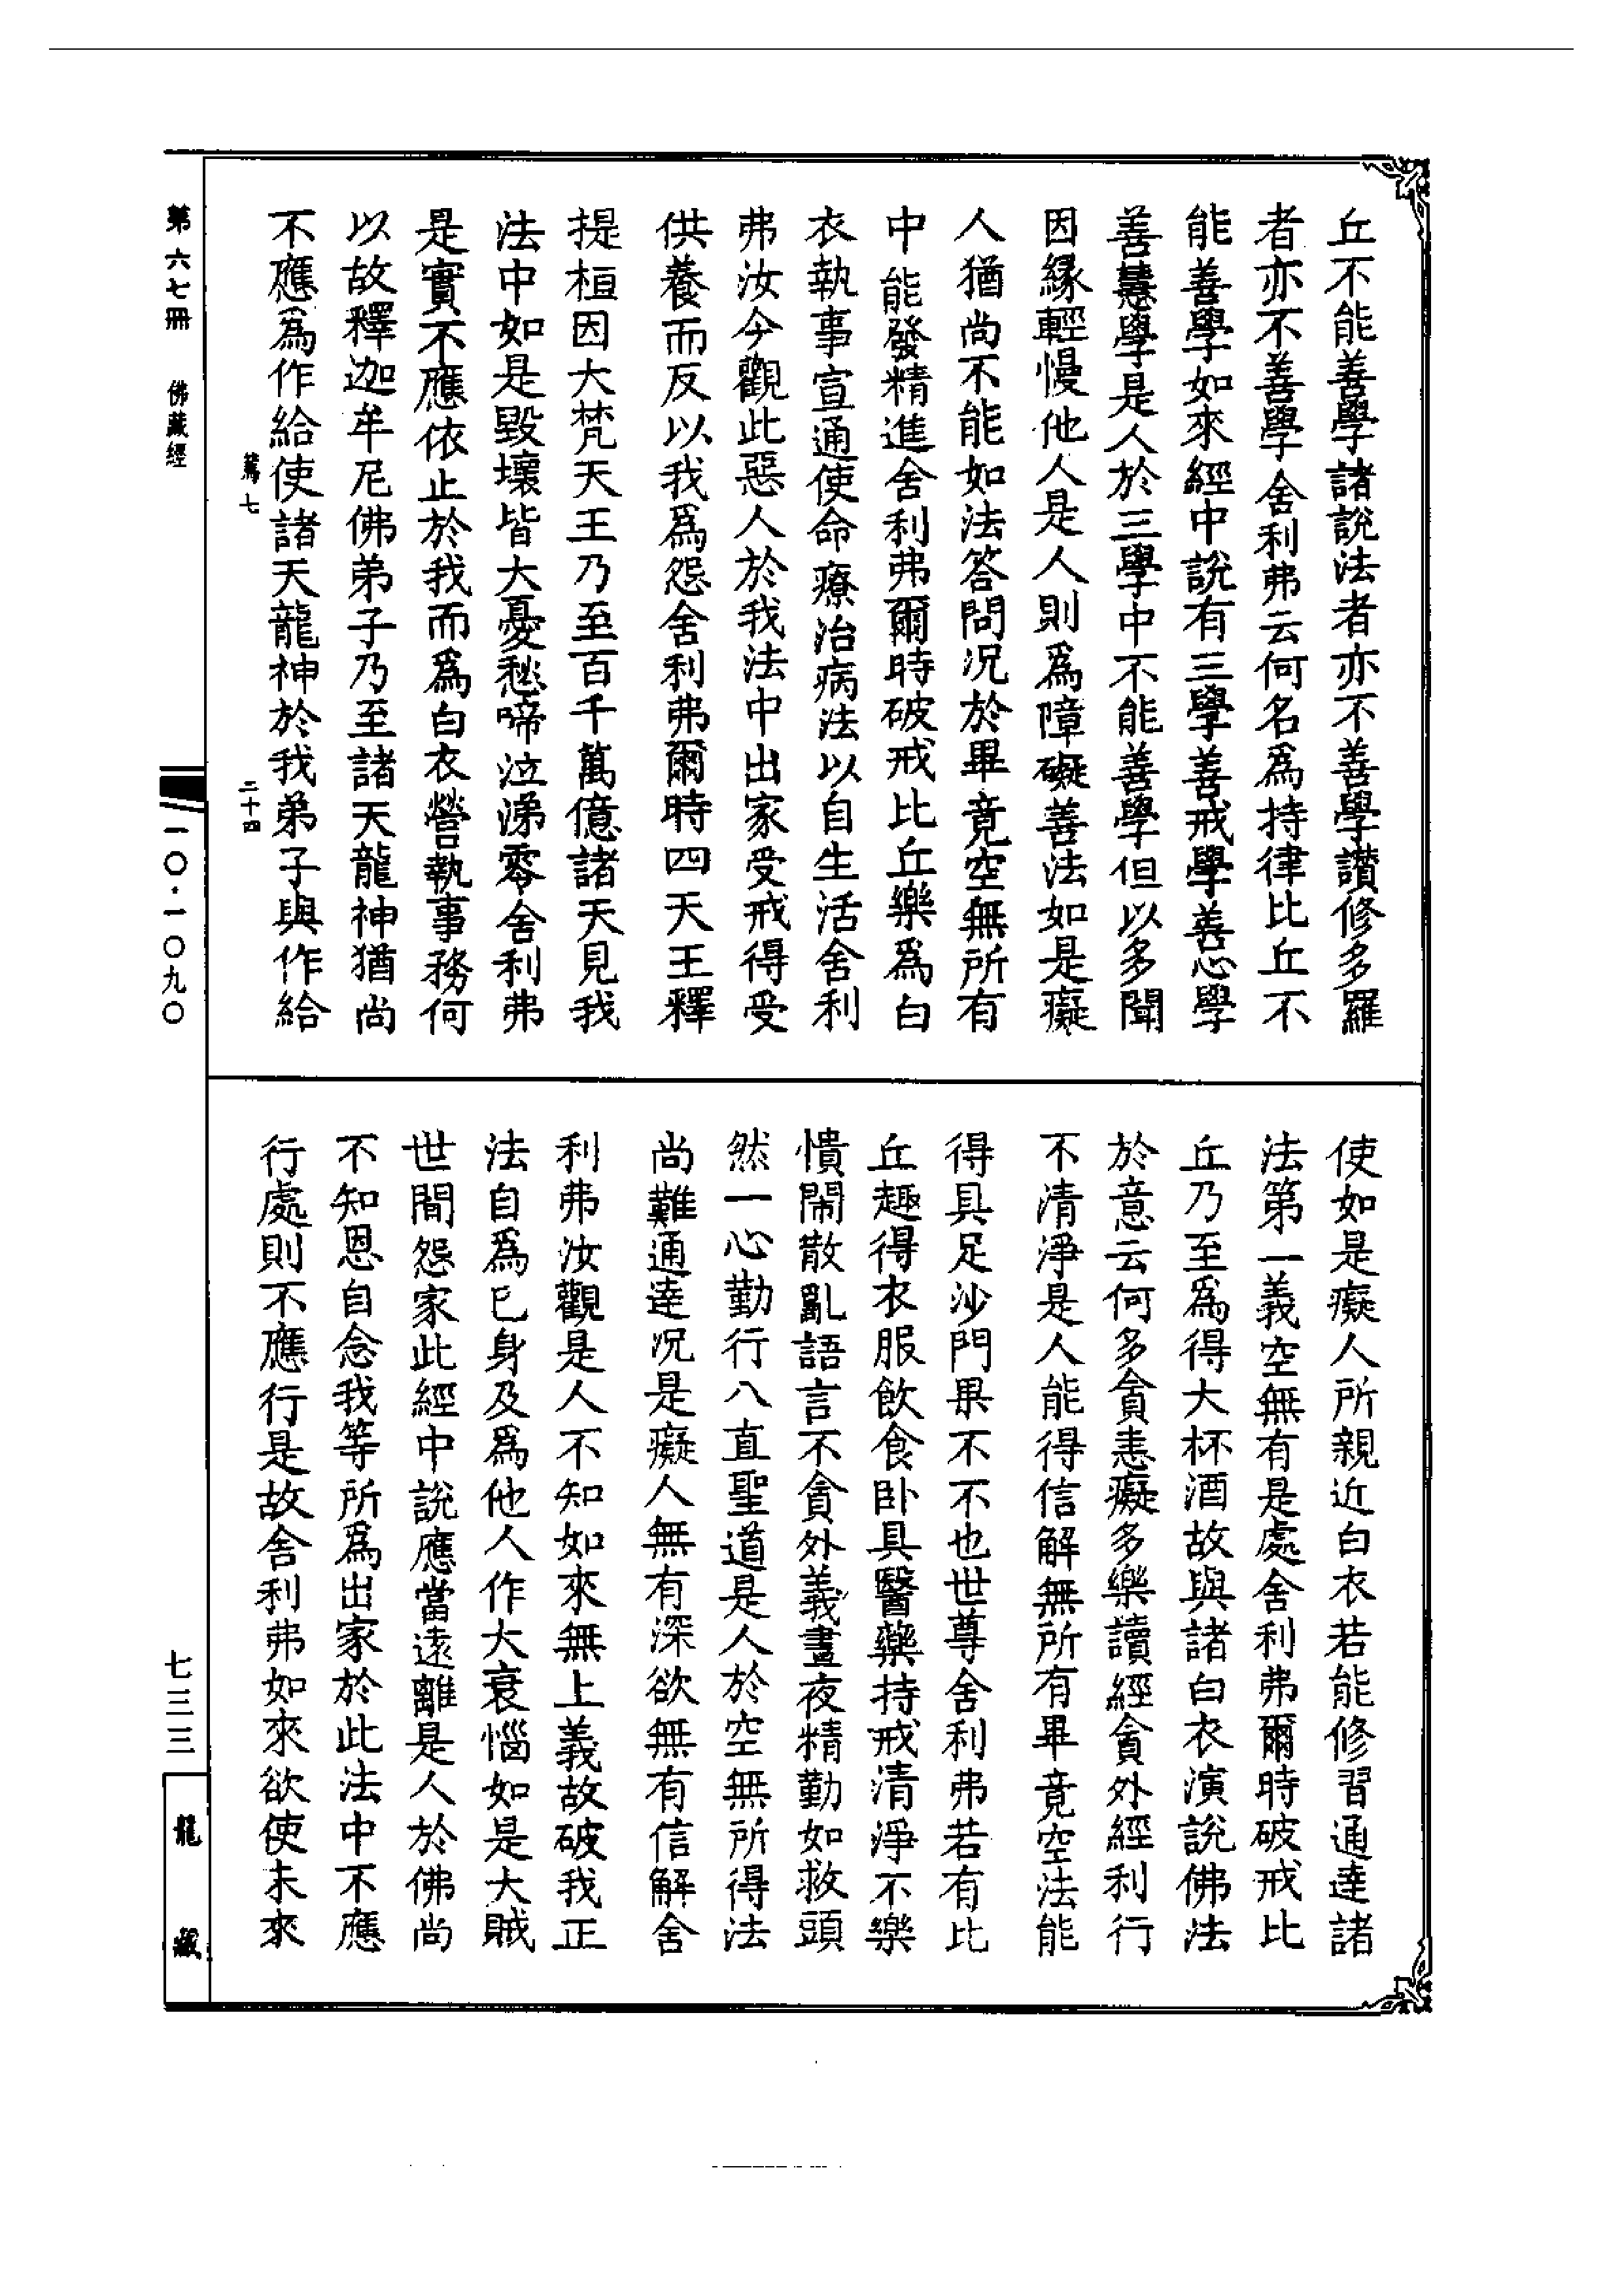 丘不能善學諸說法者亦不善學讚修多羅
者亦不善學舍利弗云何名爲持律比丘不
能善學如來經中說有三學善戒學善心學
善慧學是人於三學中不能善學但以多聞
因緣輕慢他人是人則爲障礙善法如是癡
人猶尚不能如法答問況於畢竟空無所有
中能發精進舍利弗爾時破戒比丘樂爲白
衣執事宣通使命療治病法以自生活舍利
弗汝今觀此惡人於我法中出家受戒得受
供養而反以我爲怨舍利弗爾時四天王釋
提桓因大梵天王乃至百千萬億諸天見我
法中如是毀壞皆大憂愁啼泣涕零舍利弗
是實不應依止於我而爲白衣營執事務何
以故釋迦牟尼佛弟子乃至諸天龍神猶尚
不應爲作給使諸天龍神於我弟子與作給
七
二十四
使如是癡人所親近白衣若能修習通達諸
法第一義空無有是處舍利弗爾時破戒比
丘乃至爲得大杯酒故與諸白衣演說佛法
於意云何多貪恚癡多樂讀經貪外經利行
不清淨是人能得信解無所有畢竟空法能
得具足沙門果不不也世尊舍利弗若有比
丘趣得衣服飲食卧具醫藥持戒清淨不樂
憒閙散亂語言不貪外義晝夜精勤如救頭
然一心勤行八直聖道是人於空無所得法
尚難通達況是癡人無有深欲無有信解舍
利弗汝觀是人不知如來無上義故破我正
法自爲已身及爲他人作大衰惱如是大賊
世間怨家此經中說應當遠離是人於佛尚
不知恩自念我等所爲出家於此法中不應
行處則不應行是故舍利弗如來欲使未來
第六七冊　佛藏經
一〇·一〇九〇
七三三
龍藏